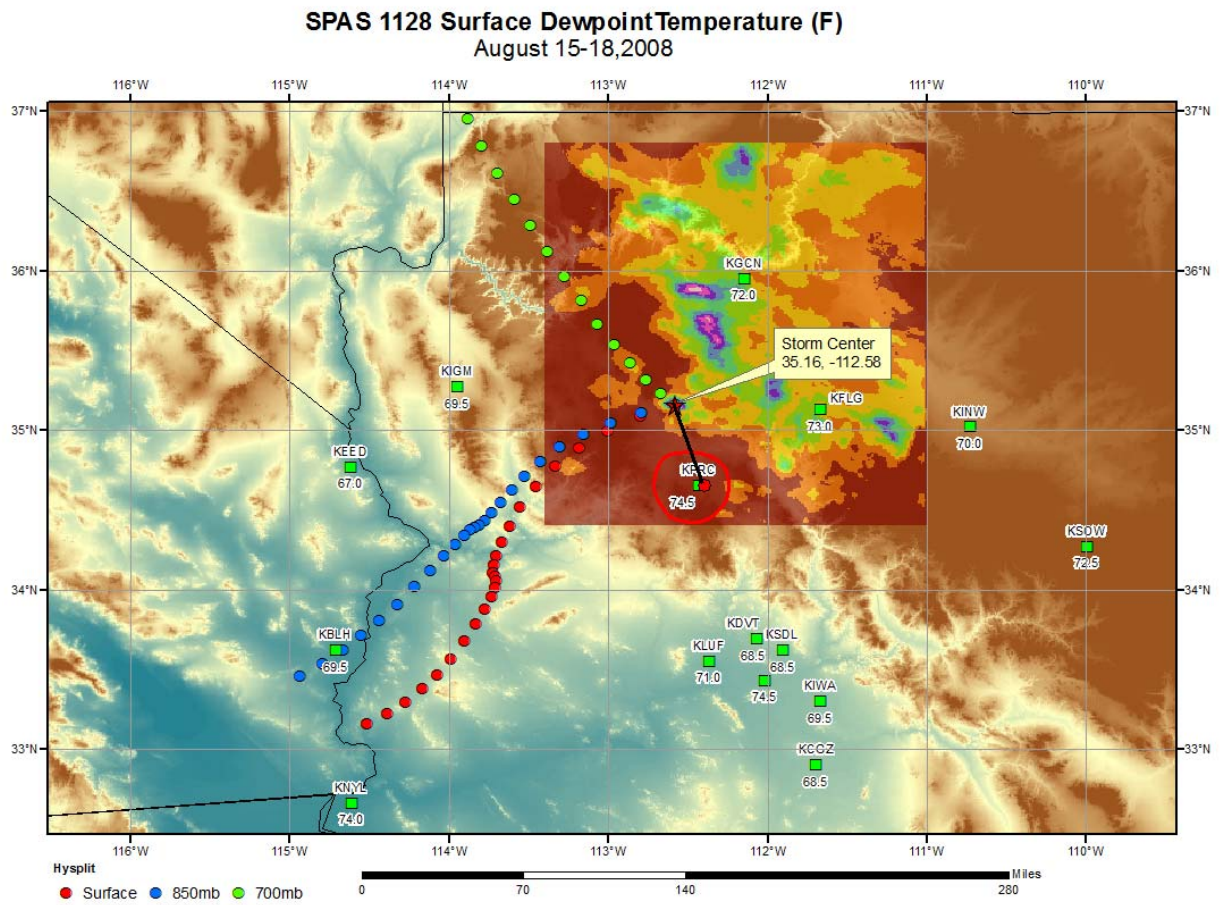 SPAS 1128 Surface Dewpoint Temperature (F)
August 15-18,2008
116°W 115°W 114°W 113°W 112°W 111°W 110°W
37°N 37°N
KGCN
72.0
36°N 36°N
Storm Center
35.16, -112.58
KIGM
69.5
KFLG
73.0
KINW
70.0
35°N 35°N
KEED
67.0
KPRC
74.5
KSOW
72.5
34°N 34°N
KBLH
69.5
KDVT
68.5
KSDL
68.5
KLUF
71.0
74.5
KIWA
69.5
33°N 33°N
KCGZ
68.5
KNYL
74.0
116°W 115°W 114°W 113°W 112°W 111°W 110°W
Hysplit
Surface 850mb 700mb
Miles
0 70 140 280